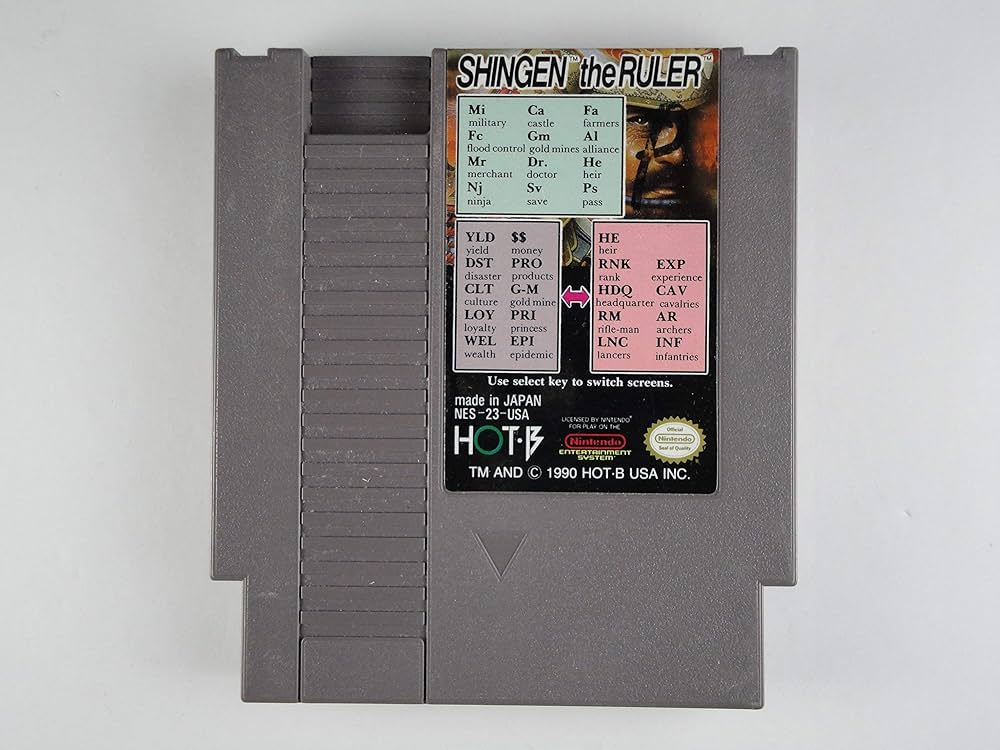 SHINGEN™ the RULER™
Mi Ca Fa
military castle farmers
Fc Gm Al
flood control gold mines alliance
Mr Dr. He
merchant doctor heir
Nj Sv Ps
ninja save pass
YLD $$
yield money
DST PRO
disaster products
CLT G-M
culture gold mine
LOY PRI
loyalty princess
WEL EPI
wealth epidemic
HE
heir
RNK EXP
rank experience
HDQ CAV
headquarter cavalries
RM AR
rifle-man archers
LNC INF
lancers infantries
Use select key to switch screens.
made in JAPAN
NES-23-USA
HOT·B
LICENSED BY NINTENDO®
FOR PLAY ON THE
Nintendo®
ENTERTAINMENT
SYSTEM™
Official
Nintendo
Seal of Quality
TM AND © 1990 HOT·B USA INC.